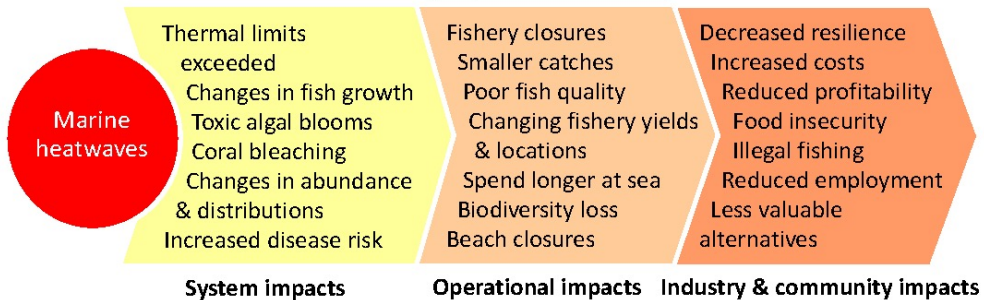 Marine
heatwaves
Thermal limits
exceeded
Changes in fish growth
Toxic algal blooms
Coral bleaching
Changes in abundance
& distributions
Increased disease risk
System impacts
Fishery closures
Smaller catches
Poor fish quality
Changing fishery yields
& locations
Spend longer at sea
Biodiversity loss
Beach closures
Operational impacts
Decreased resilience
Increased costs
Reduced profitability
Food insecurity
Illegal fishing
Reduced employment
Less valuable
alternatives
Industry & community impacts